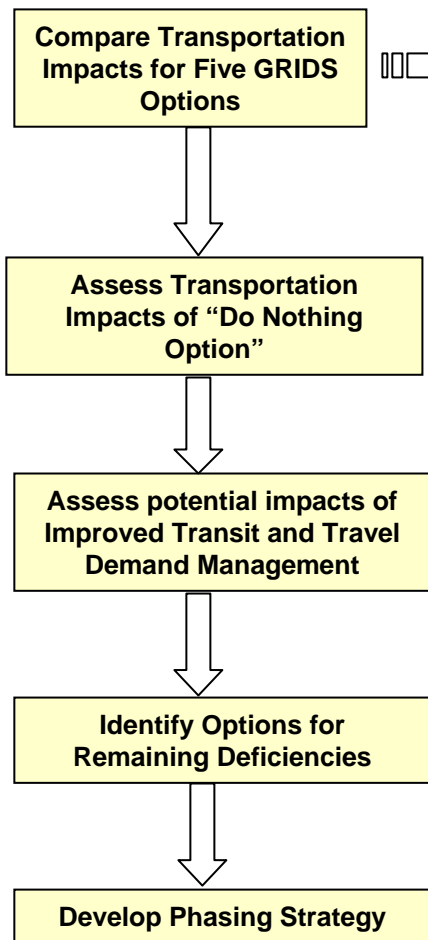 Compare Transportation
Impacts for Five GRIDS
Options
Assess Transportation
Impacts of “Do Nothing
Option”
Assess potential impacts of
Improved Transit and Travel
Demand Management
Identify Options for
Remaining Deficiencies
Develop Phasing Strategy